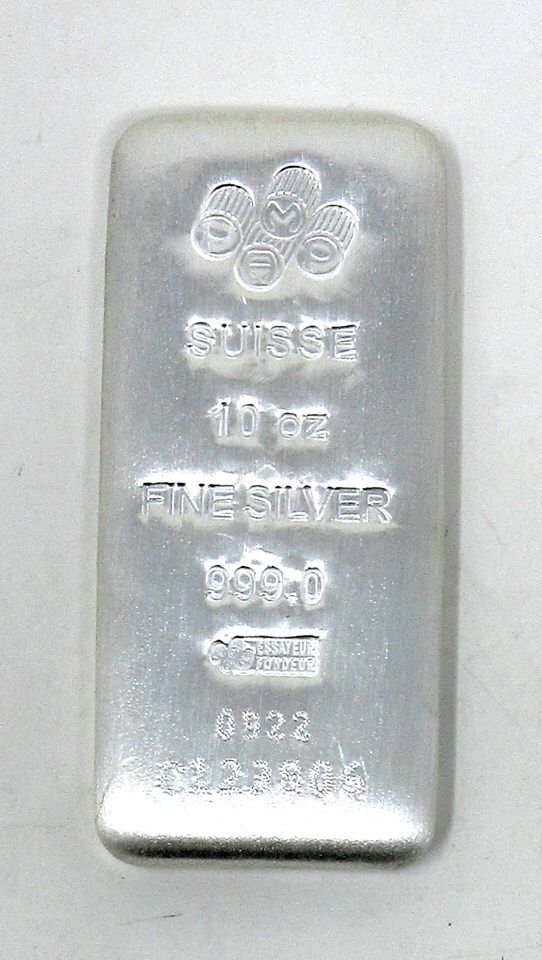 P M A P
SUISSE
10 oz
FINE SILVER
999.0
ESSAYEUR
FONDEUR
0922